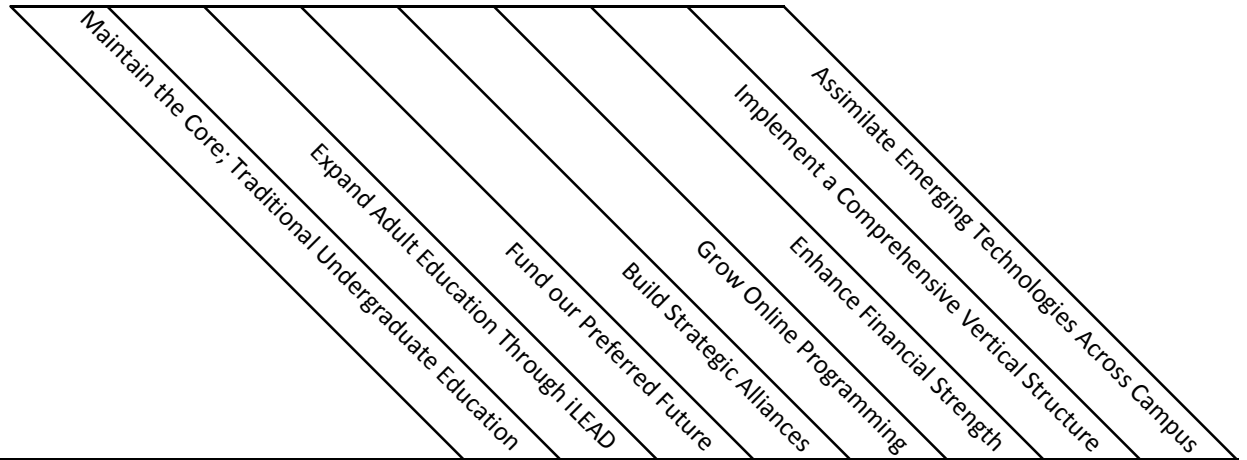 Maintain the Core; Traditional Undergraduate Education
Expand Adult Education Through iLEAD
Fund our Preferred Future
Build Strategic Alliances
Grow Online Programming
Enhance Financial Strength
Implement a Comprehensive Vertical Structure
Assimilate Emerging Technologies Across Campus